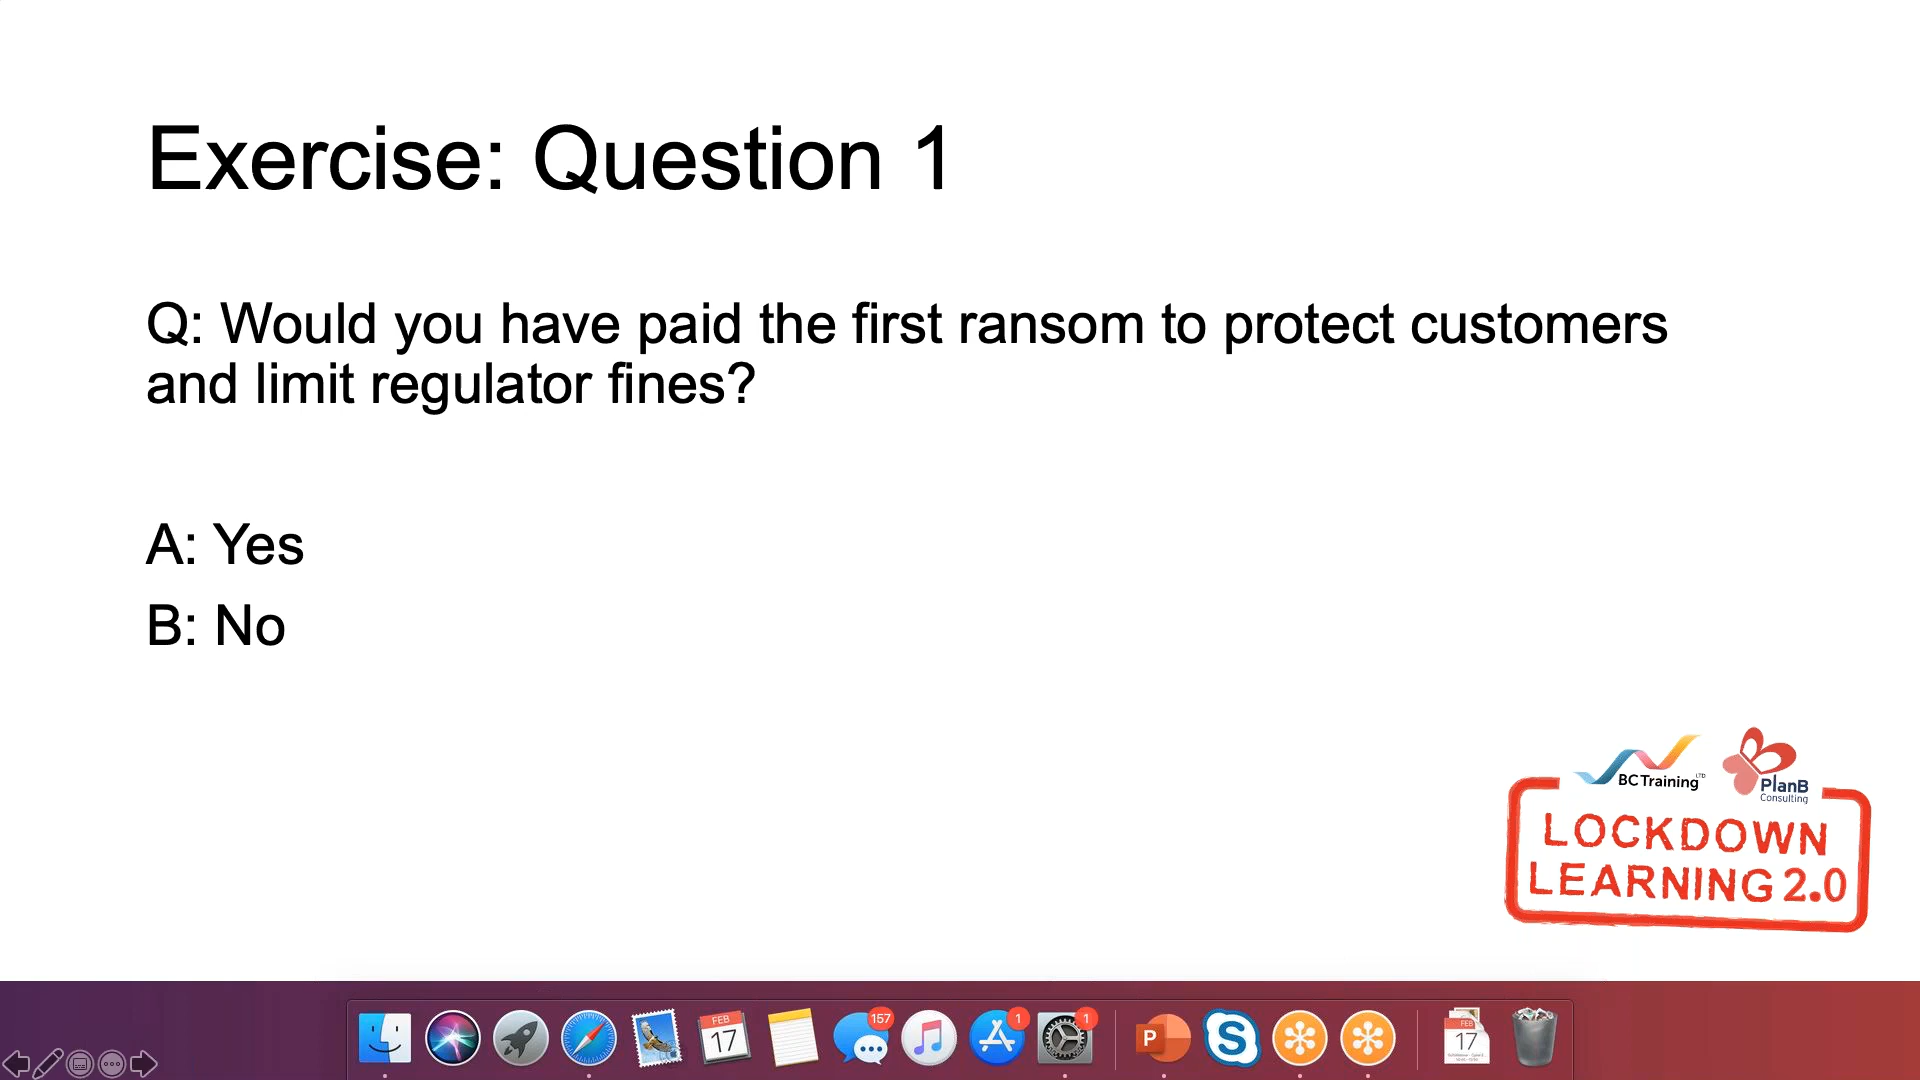 Exercise: Question 1
Q: Would you have paid the first ransom to protect customers
and limit regulator fines?
A: Yes
B: No
BC Training LTD
PlanB
Consulting
LOCKDOWN
LEARNING 2.0
FEB
17
157
1
1
P
S
FEB
17